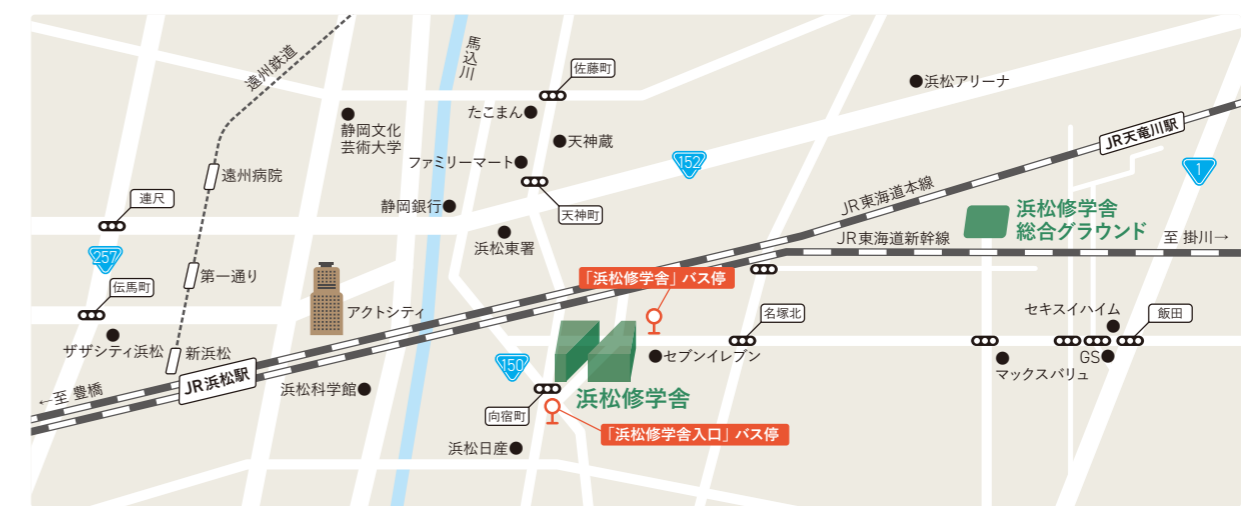 遠州鉄道
馬込川
佐藤町
浜松アリーナ
たこまん
静岡文化
芸術大学
天神蔵
JR天竜川駅
ファミリーマート
遠州病院
152
1
連尺
静岡銀行
天神町
JR東海道本線
浜松修学舎
総合グラウンド
浜松東署
JR東海道新幹線
至 掛川→
257
第一通り
「浜松修学舎」バス停
伝馬町
アクトシティ
名塚北
セキスイハイム
飯田
ザザシティ浜松
新浜松
セブンイレブン
GS
150
マックスバリュ
JR浜松駅
←至 豊橋
浜松科学館
浜松修学舎
向宿町
「浜松修学舎入口」バス停
浜松日産